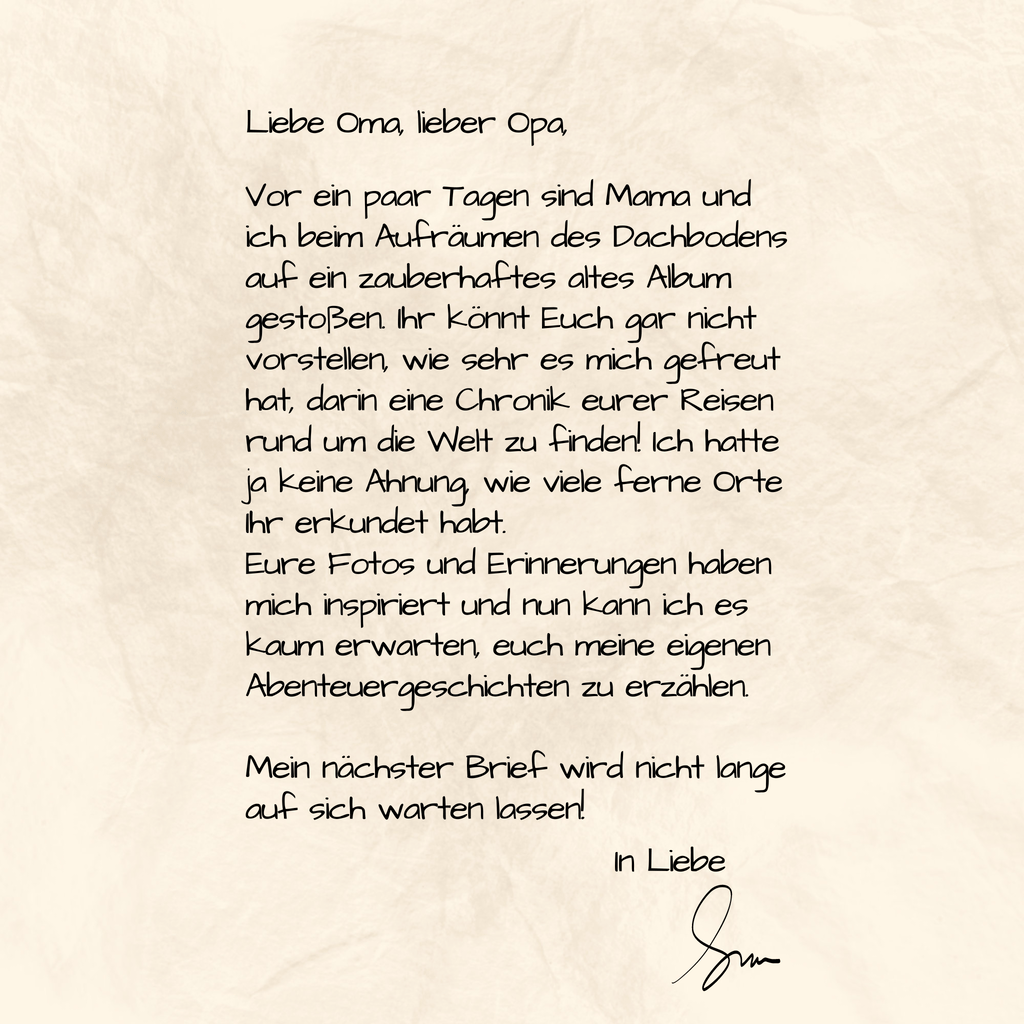 Liebe Oma, lieber Opa,
Vor ein paar Tagen sind Mama und
ich beim Aufräumen des Dachbodens
auf ein zauberhaftes altes Album
gestoßen. Ihr könnt Euch gar nicht
vorstellen, wie sehr es mich gefreut
hat, darin eine Chronik eurer Reisen
rund um die Welt zu finden! Ich hatte
ja keine Ahnung, wie viele ferne Orte
Ihr erkundet habt.
Eure Fotos und Erinnerungen haben
mich inspiriert und nun kann ich es
kaum erwarten, euch meine eigenen
Abenteuergeschichten zu erzählen.
Mein nächster Brief wird nicht lange
auf sich warten lassen!
In Liebe